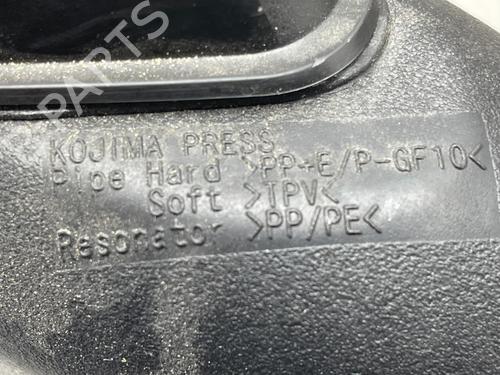 B-PARTS
KOJIMA PRESS
Pipe Hard >PP+E/P-GF10<
Soft >TPV<
Resonator >PP/PE<